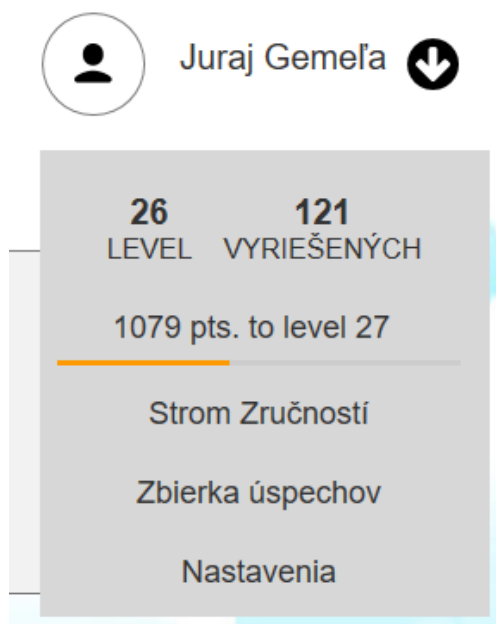 Juraj Gemeľa
26 121
LEVEL VYRIEŠENÝCH
1079 pts. to level 27
Strom Zručností
Zbierka úspechov
Nastavenia